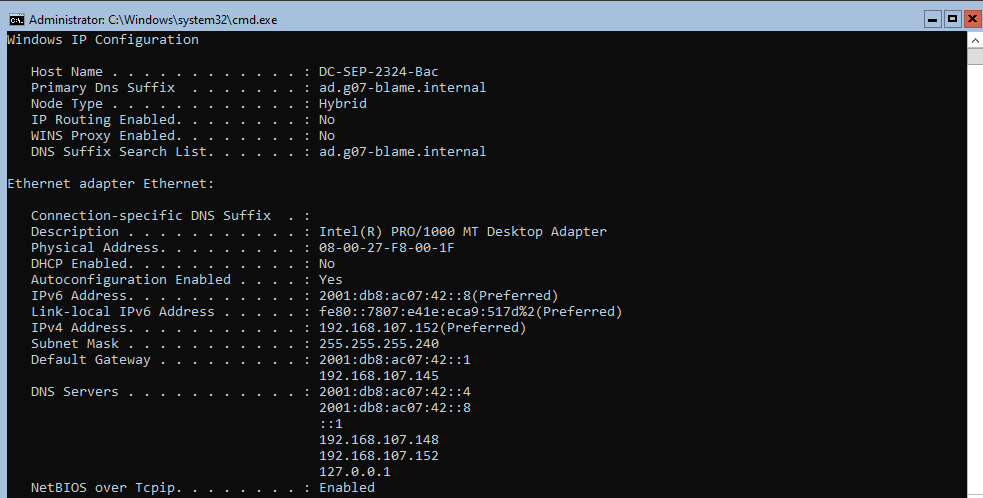 Administrator: C:\Windows\system32\cmd.exe
Windows IP Configuration
Host Name . . . . . . . . . . . . : DC-SEP-2324-Bac
Primary Dns Suffix  . . . . . . . : ad.g07-blame.internal
Node Type . . . . . . . . . . . . : Hybrid
IP Routing Enabled. . . . . . . . : No
WINS Proxy Enabled. . . . . . . . : No
DNS Suffix Search List. . . . . . : ad.g07-blame.internal
Ethernet adapter Ethernet:
Connection-specific DNS Suffix  . :
Description . . . . . . . . . . . : Intel(R) PRO/1000 MT Desktop Adapter
Physical Address. . . . . . . . . : 08-00-27-F8-00-1F
DHCP Enabled. . . . . . . . . . . : No
Autoconfiguration Enabled . . . . : Yes
IPv6 Address. . . . . . . . . . . : 2001:db8:ac07:42::8(Preferred)
Link-local IPv6 Address . . . . . : fe80::7807:e41e:eca9:517d%2(Preferred)
IPv4 Address. . . . . . . . . . . : 192.168.107.152(Preferred)
Subnet Mask . . . . . . . . . . . : 255.255.255.240
Default Gateway . . . . . . . . . : 2001:db8:ac07:42::1
192.168.107.145
DNS Servers . . . . . . . . . . . : 2001:db8:ac07:42::4
2001:db8:ac07:42::8
::1
192.168.107.148
192.168.107.152
127.0.0.1
NetBIOS over Tcpip. . . . . . . . : Enabled